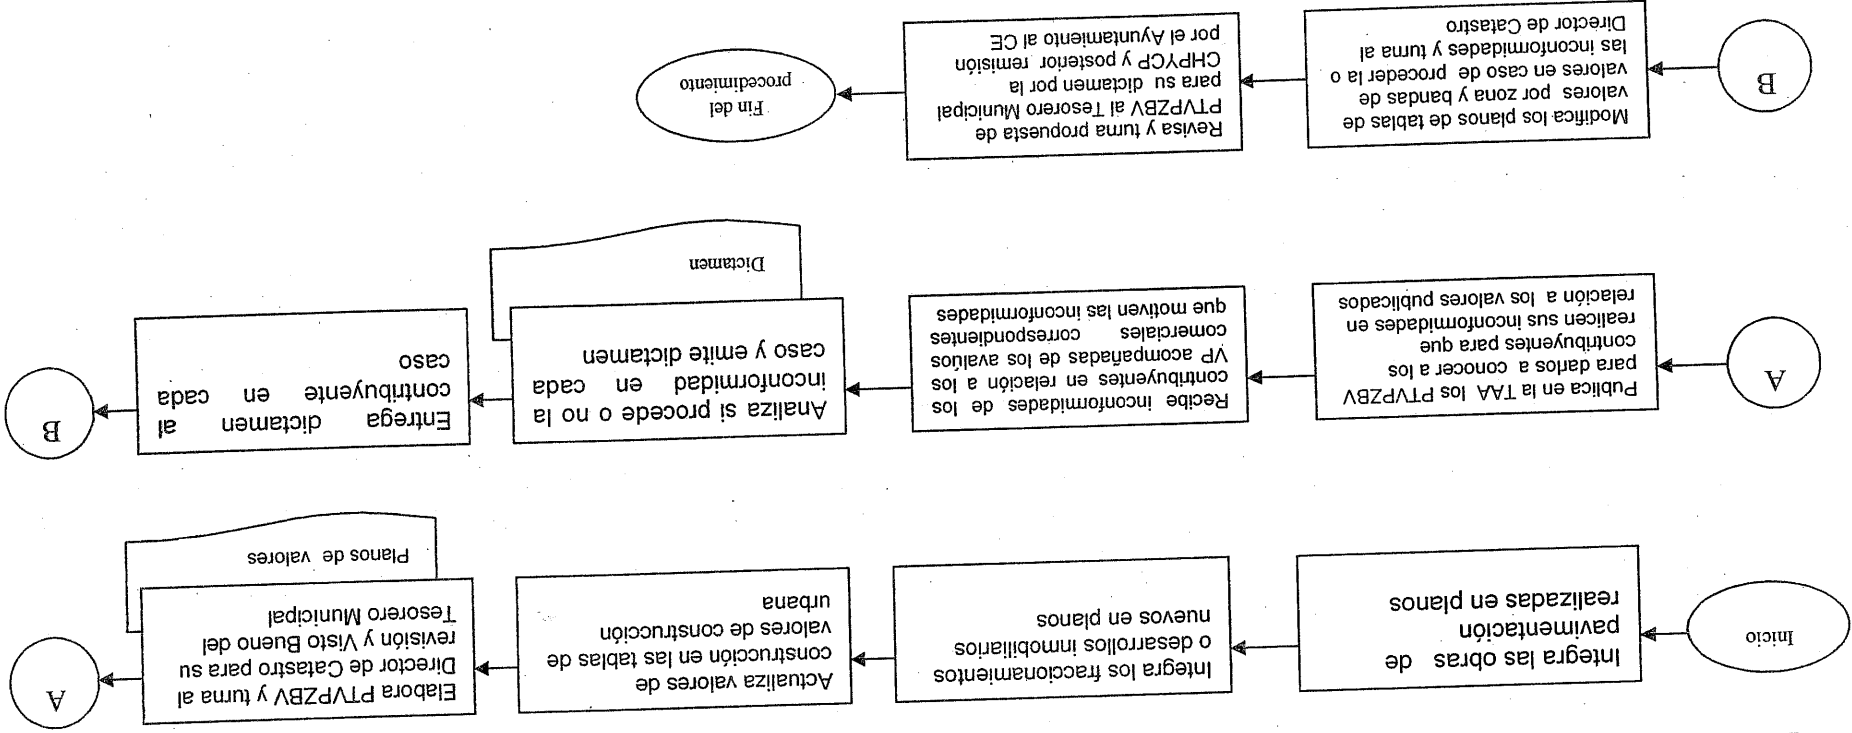 Inicio
Integra las obras de
pavimentación
realizadas en planos
Integra los fraccionamientos
o desarrollos inmobiliarios
nuevos en planos
Actualiza valores de
construcción en las tablas de
valores de construcción
urbana
Elabora PTVPZBV y turna al
Director de Catastro para su
revisión y Visto Bueno del
Tesorero Municipal
Planos de valores
A
A
Publica en la TAA los PTVPZBV
para darlos a conocer a los
contribuyentes para que
realicen sus inconformidades en
relación a los valores publicados
Recibe inconformidades de los
contribuyentes en relación a los
VP acompañadas de los avalúos
comerciales correspondientes
que motiven las inconformidades
Analiza si procede o no la
inconformidad en cada
caso y emite dictamen
Dictamen
Entrega dictamen al
contribuyente en cada
caso
B
B
Modifica los planos de tablas de
valores por zona y bandas de
valores en caso de proceder la o
las inconformidades y turna al
Director de Catastro
Revisa y turna propuesta de
PTVPZBV al Tesorero Municipal
para su dictamen por la
CHPYCP y posterior remisión
por el Ayuntamiento al CE
Fin del
procedimiento